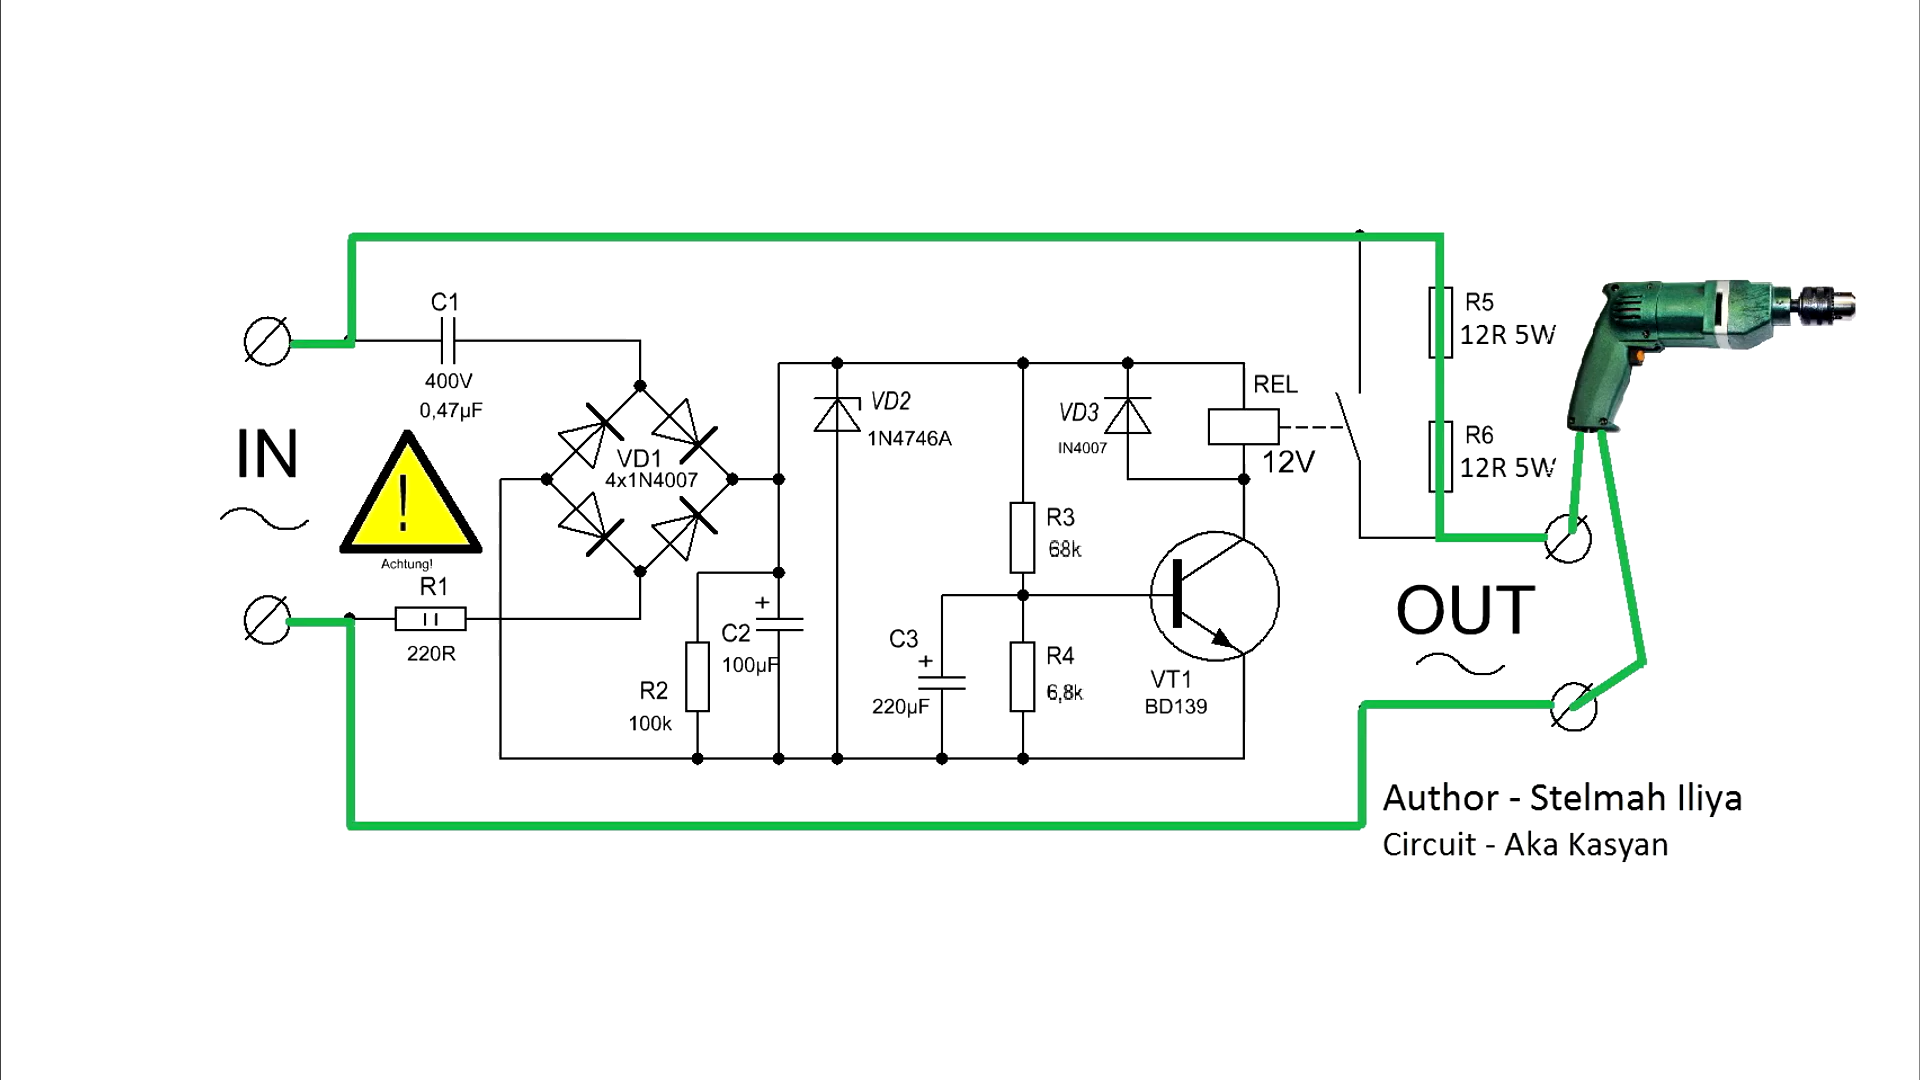 C1
400V
0,47µF
IN
!
Achtung!
R1
220R
VD1
4x1N4007
R2
100k
+
C2
100µF
VD2
1N4746A
C3
+
220µF
R3
68k
R4
6,8k
VD3
IN4007
REL
12V
VT1
BD139
R5
12R 5W
R6
12R 5W
OUT
Author - Stelmah Iliya
Circuit - Aka Kasyan